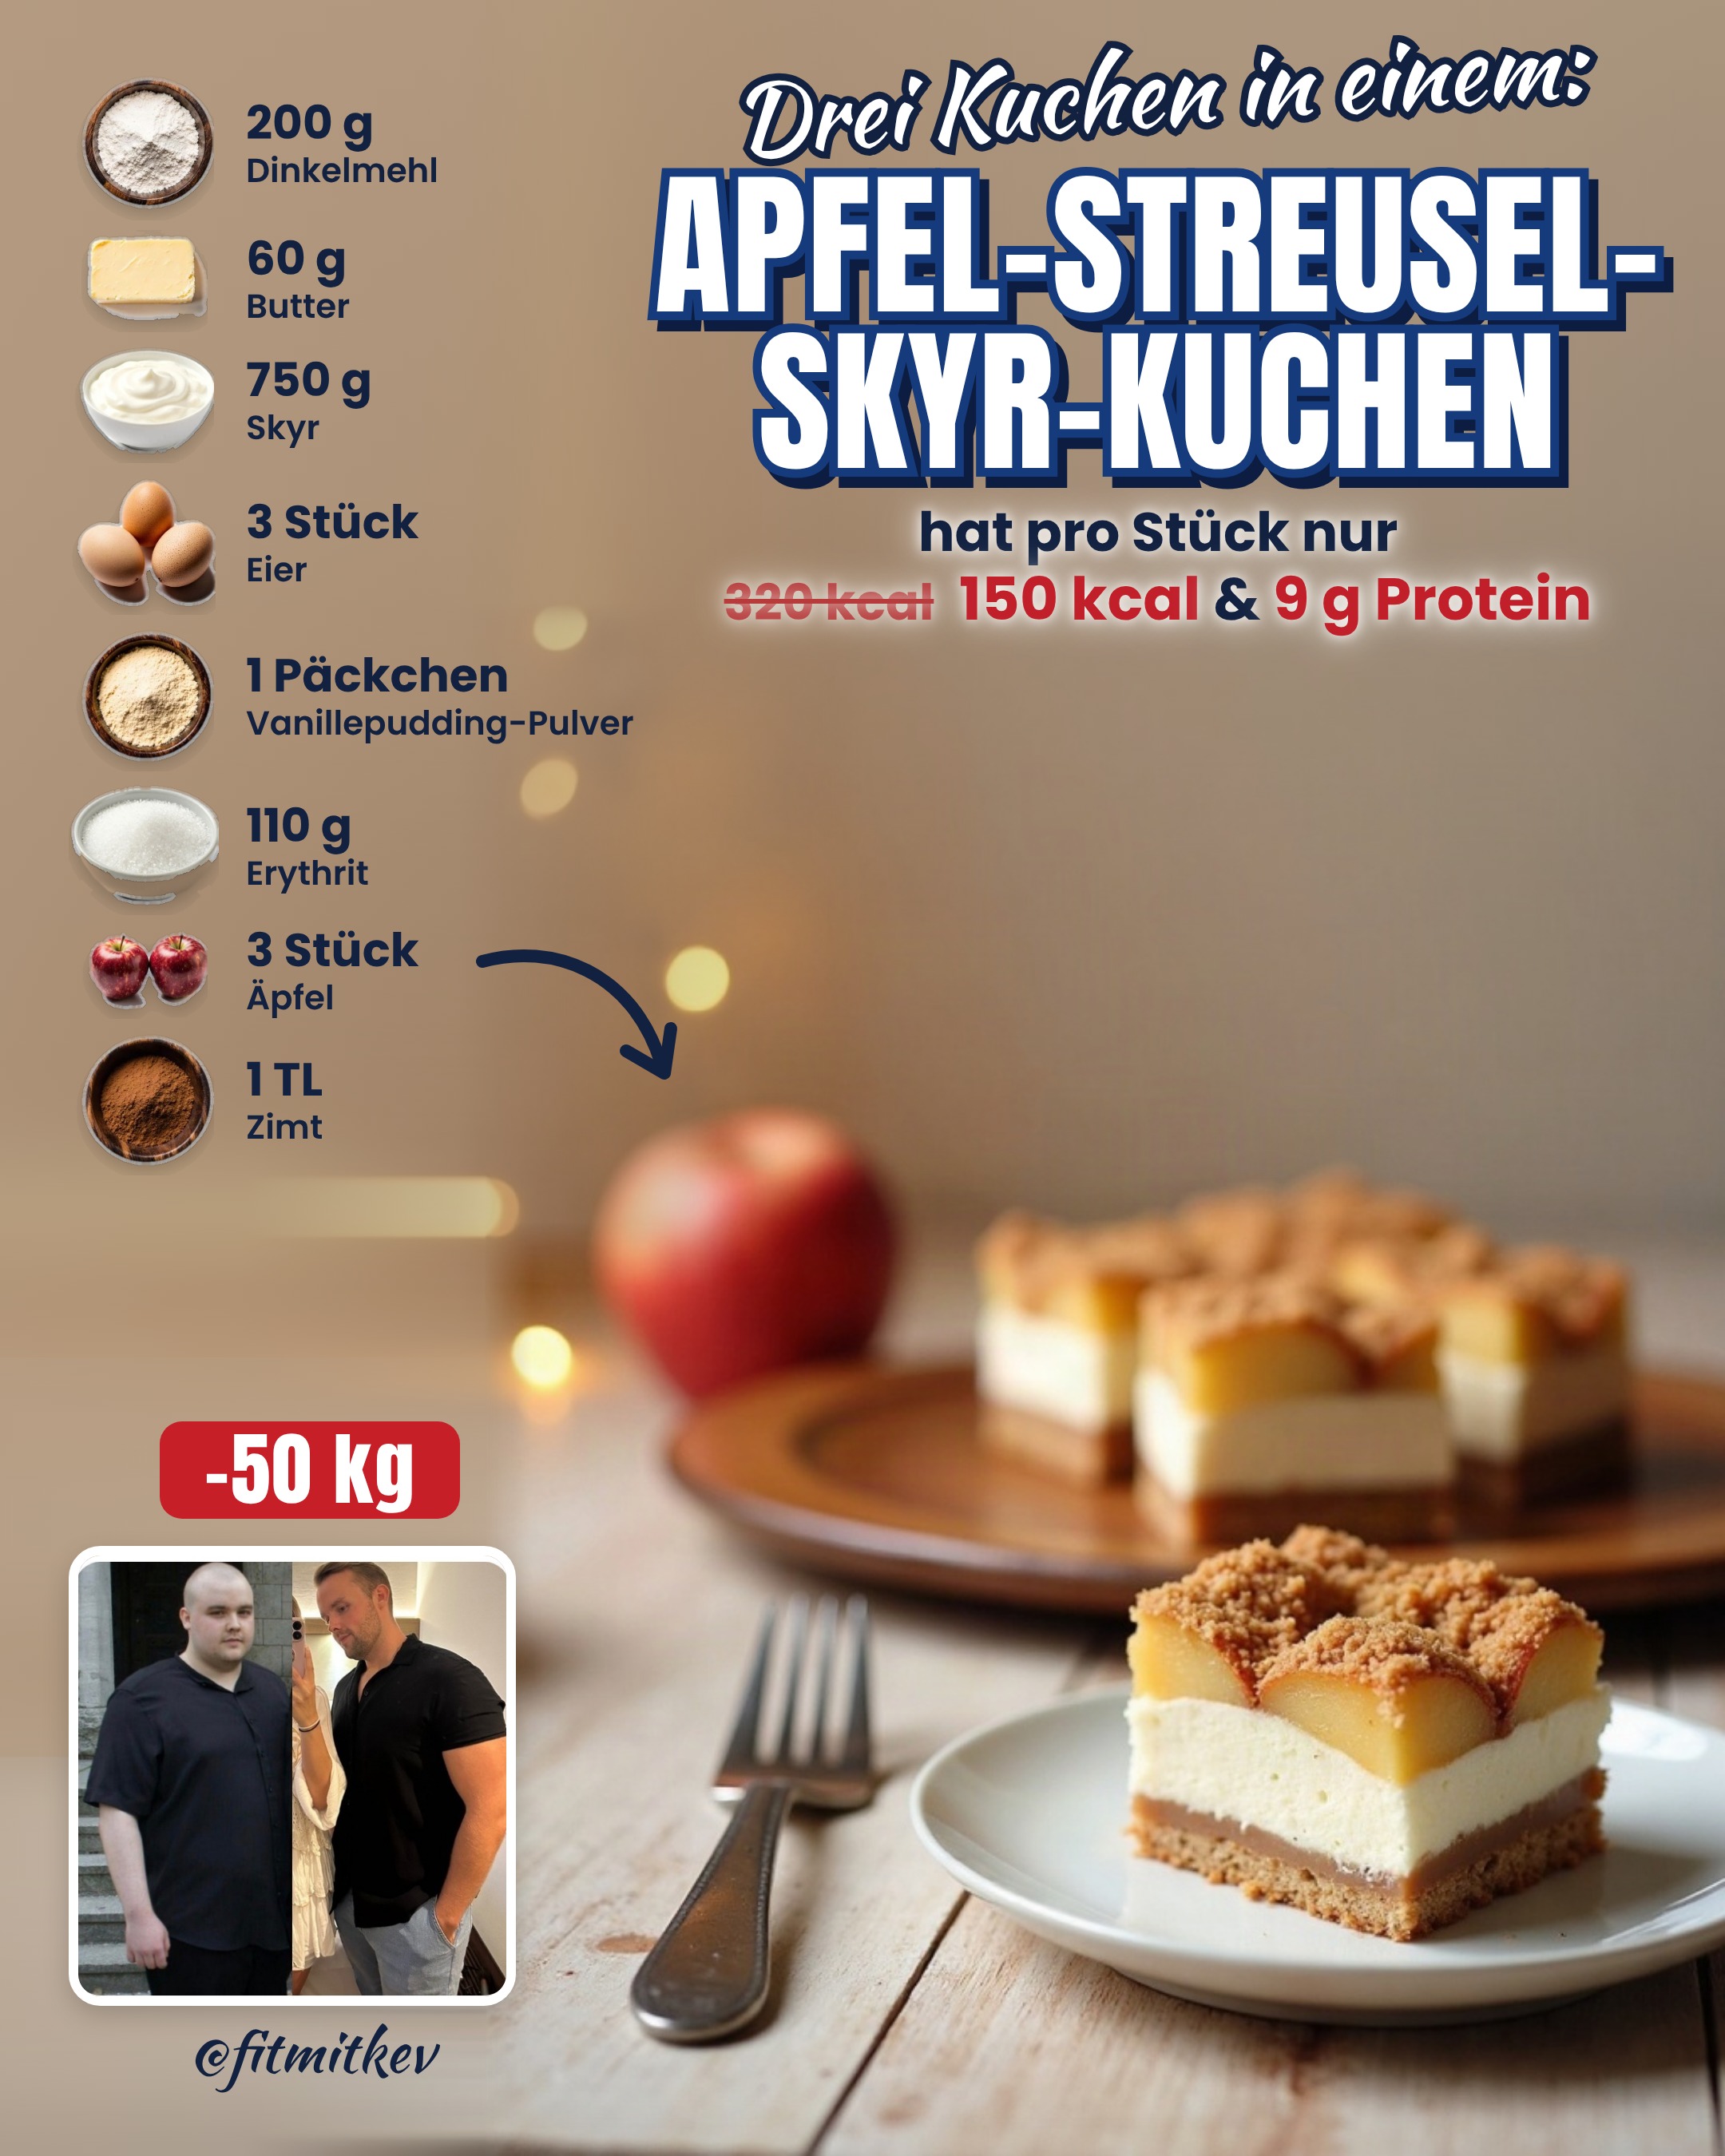 Drei Kuchen in einem:
APFEL-STREUSEL-
SKYR-KUCHEN
hat pro Stück nur
320 kcal 150 kcal & 9 g Protein
200 g
Dinkelmehl
60 g
Butter
750 g
Skyr
3 Stück
Eier
1 Päckchen
Vanillepudding-Pulver
110 g
Erythrit
3 Stück
Äpfel
1 TL
Zimt
-50 kg
@fitmitkev